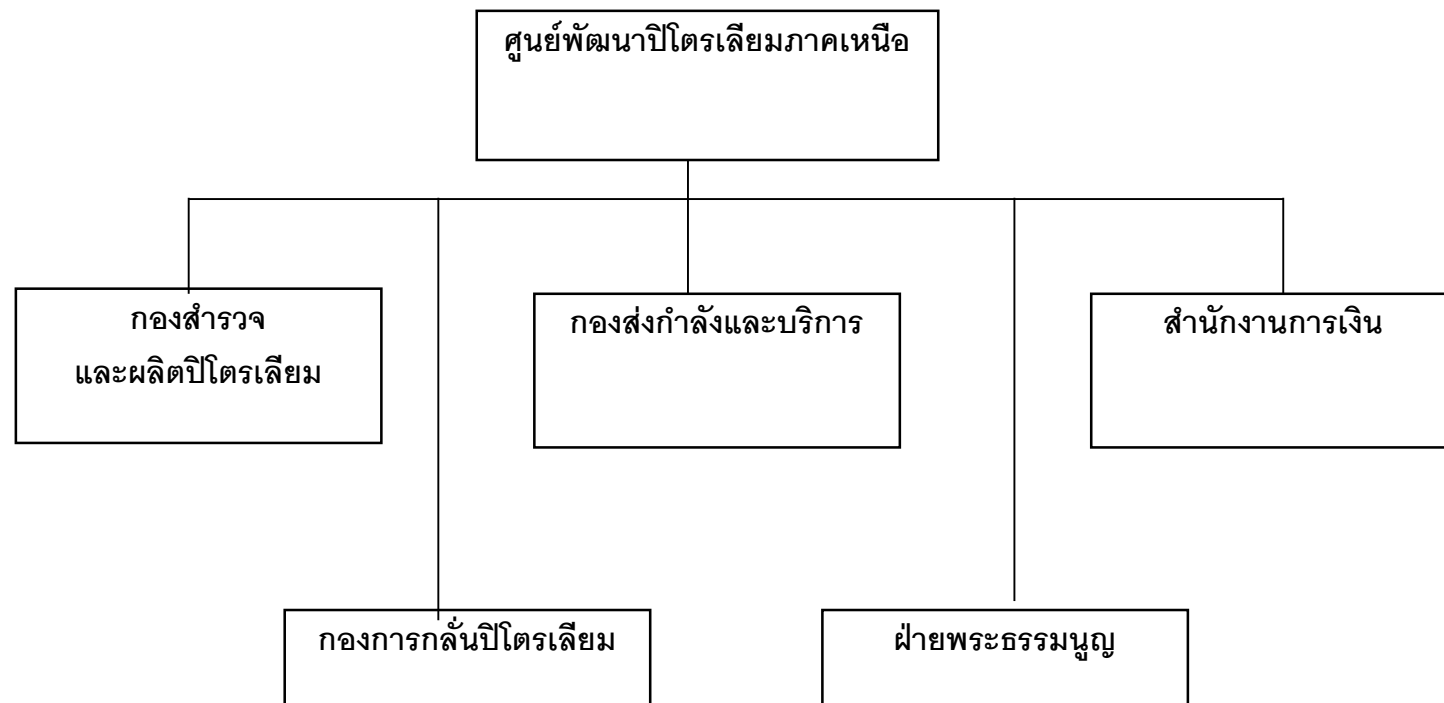 ศูนย์พัฒนาปิโตรเลียมภาคเหนือ
กองสำรวจ
และผลิตปิโตรเลียม
กองส่งกำลังและบริการ
สำนักงานการเงิน
กองการกลั่นปิโตรเลียม
ฝ่ายพระธรรมนูญ